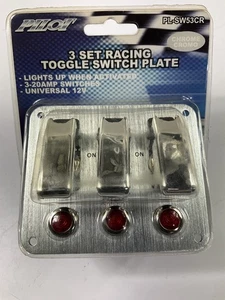 PILOT
PL-SW53CR
3 SET RACING
TOGGLE SWITCH PLATE
CHROME
- LIGHTS UP WHEN ACTIVATED
- 3-20AMP SWITCHES
- UNIVERSAL 12V
ON
ON